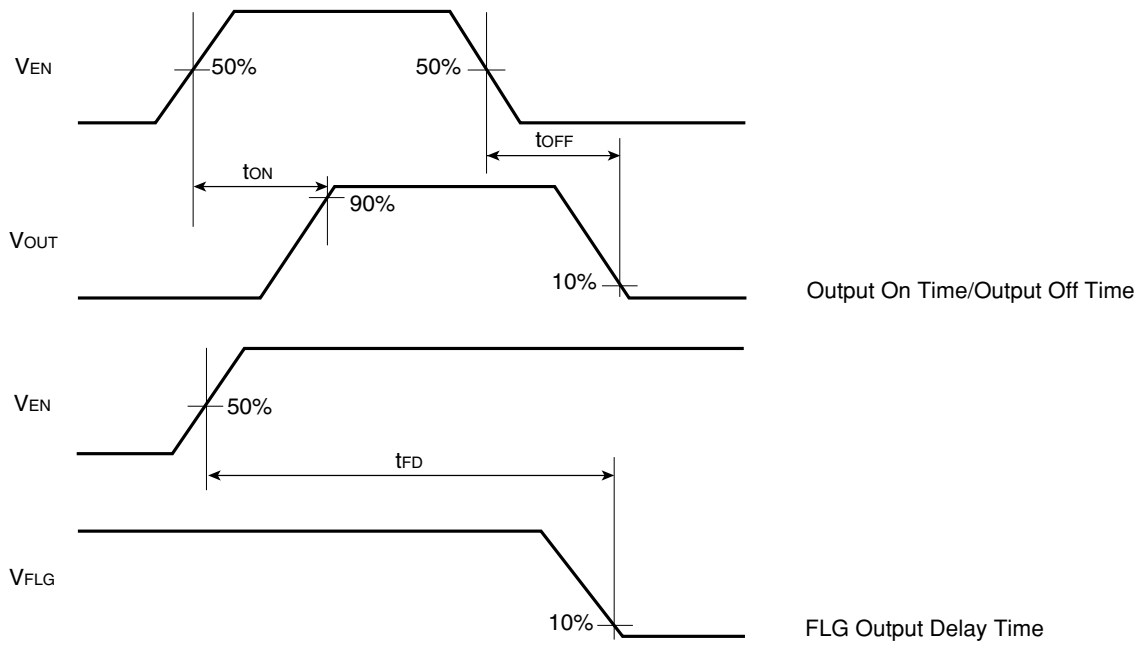 VEN
50%
50%
tOFF
tON
90%
VOUT
10%
Output On Time/Output Off Time
VEN
50%
tFD
VFLG
10%
FLG Output Delay Time